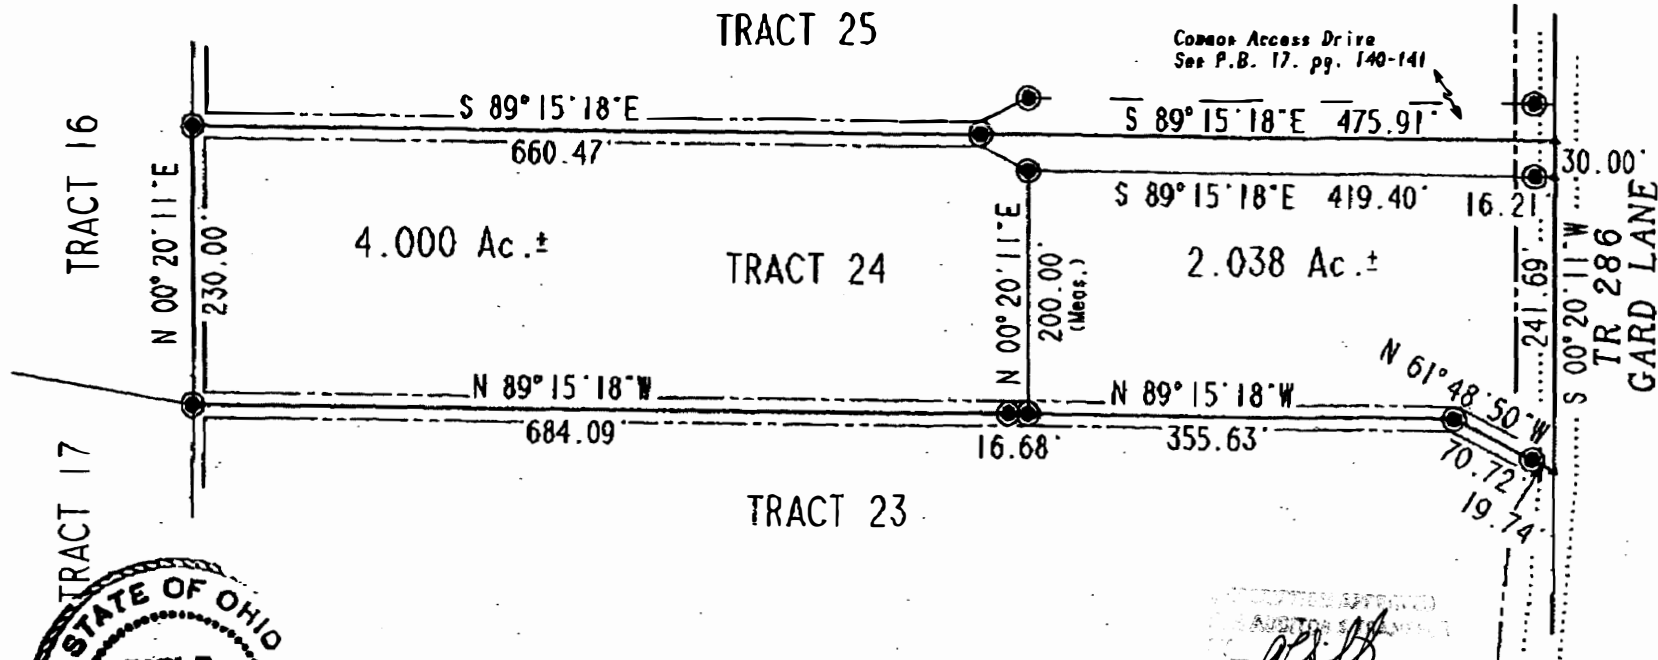 TRACT 25
Common Access Drive
See P.B. 17. pg. 140-141
TRACT 16
S 89° 15' 18" E
660.47'
S 89° 15' 18" E 475.91'
30.00'
S 89° 15' 18" E 419.40'
16.21'
N 00° 20' 11" E
230.00'
4.000 Ac.±
TRACT 24
N 00° 20' 11" E
200.00'
(Meas.)
2.038 Ac.±
241.69'
S 00° 20' 11" W
TR 286
GARD LANE
N 89° 15' 18" W
684.09'
16.68'
N 89° 15' 18" W
355.63'
N 61° 48' 50" W
70.72'
19.74'
TRACT 17
TRACT 23
STATE OF OHIO
APPROVED
AUDITOR